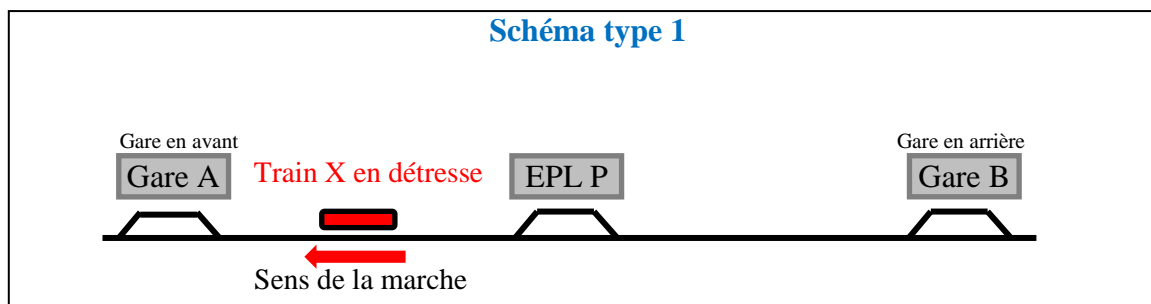 Schéma type 1
Gare en avant
Gare en arrière
Gare A
Train X en détresse
EPL P
Gare B
Sens de la marche